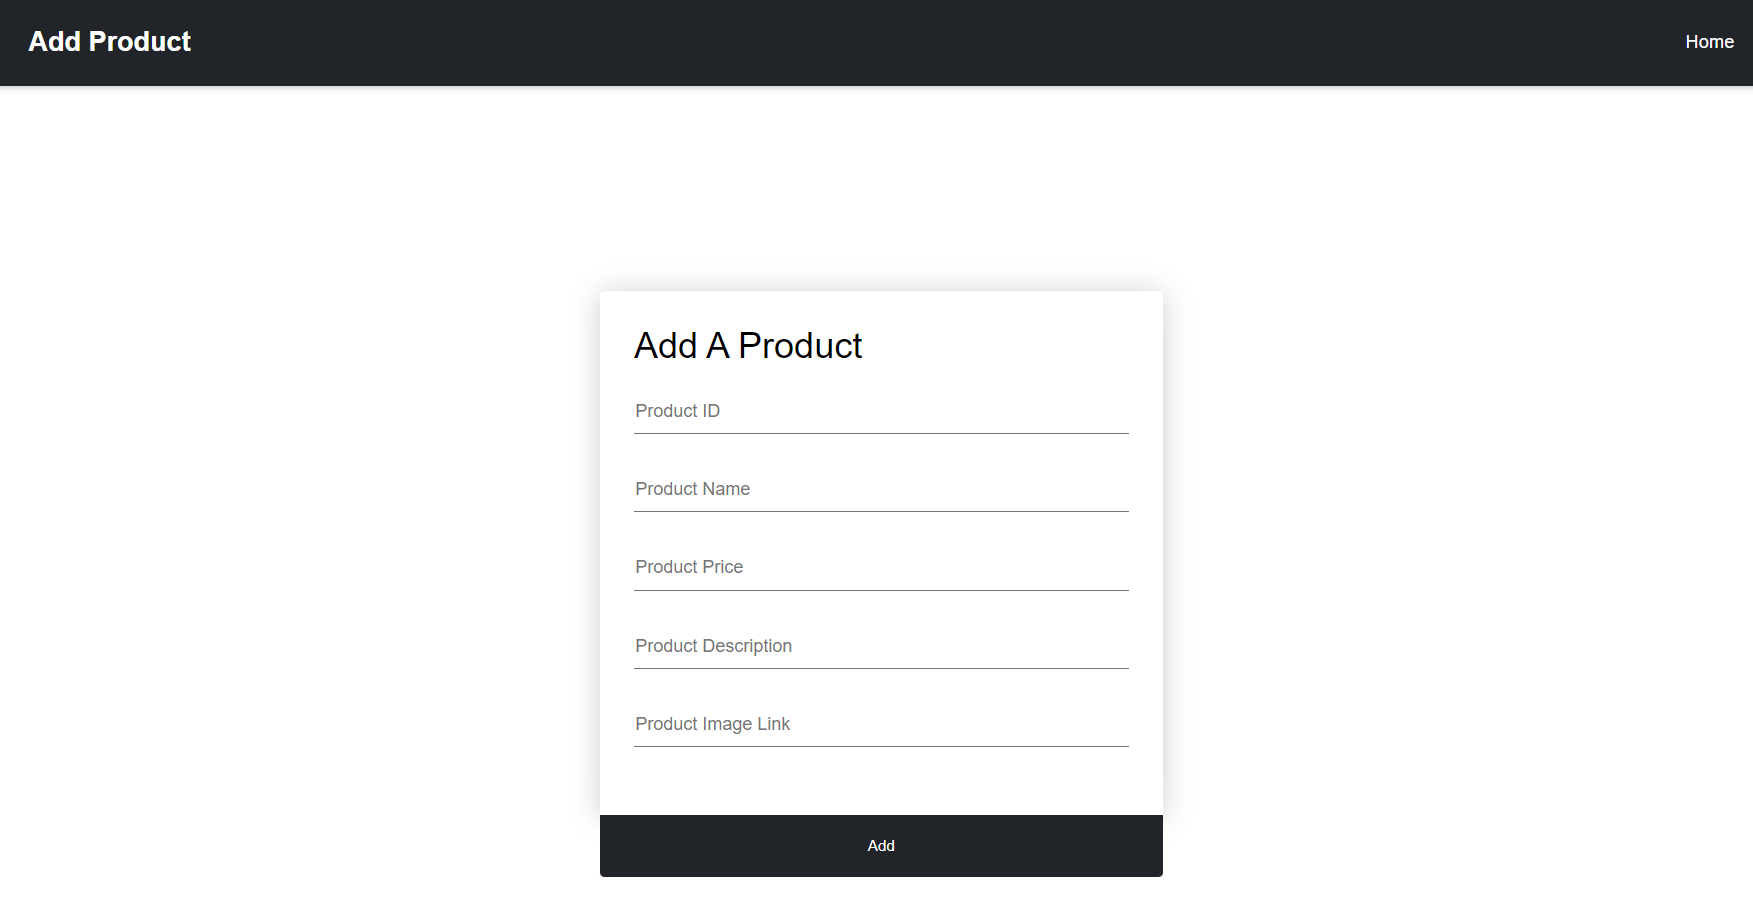 Add Product
Home
Add A Product
Product ID
Product Name
Product Price
Product Description
Product Image Link
Add